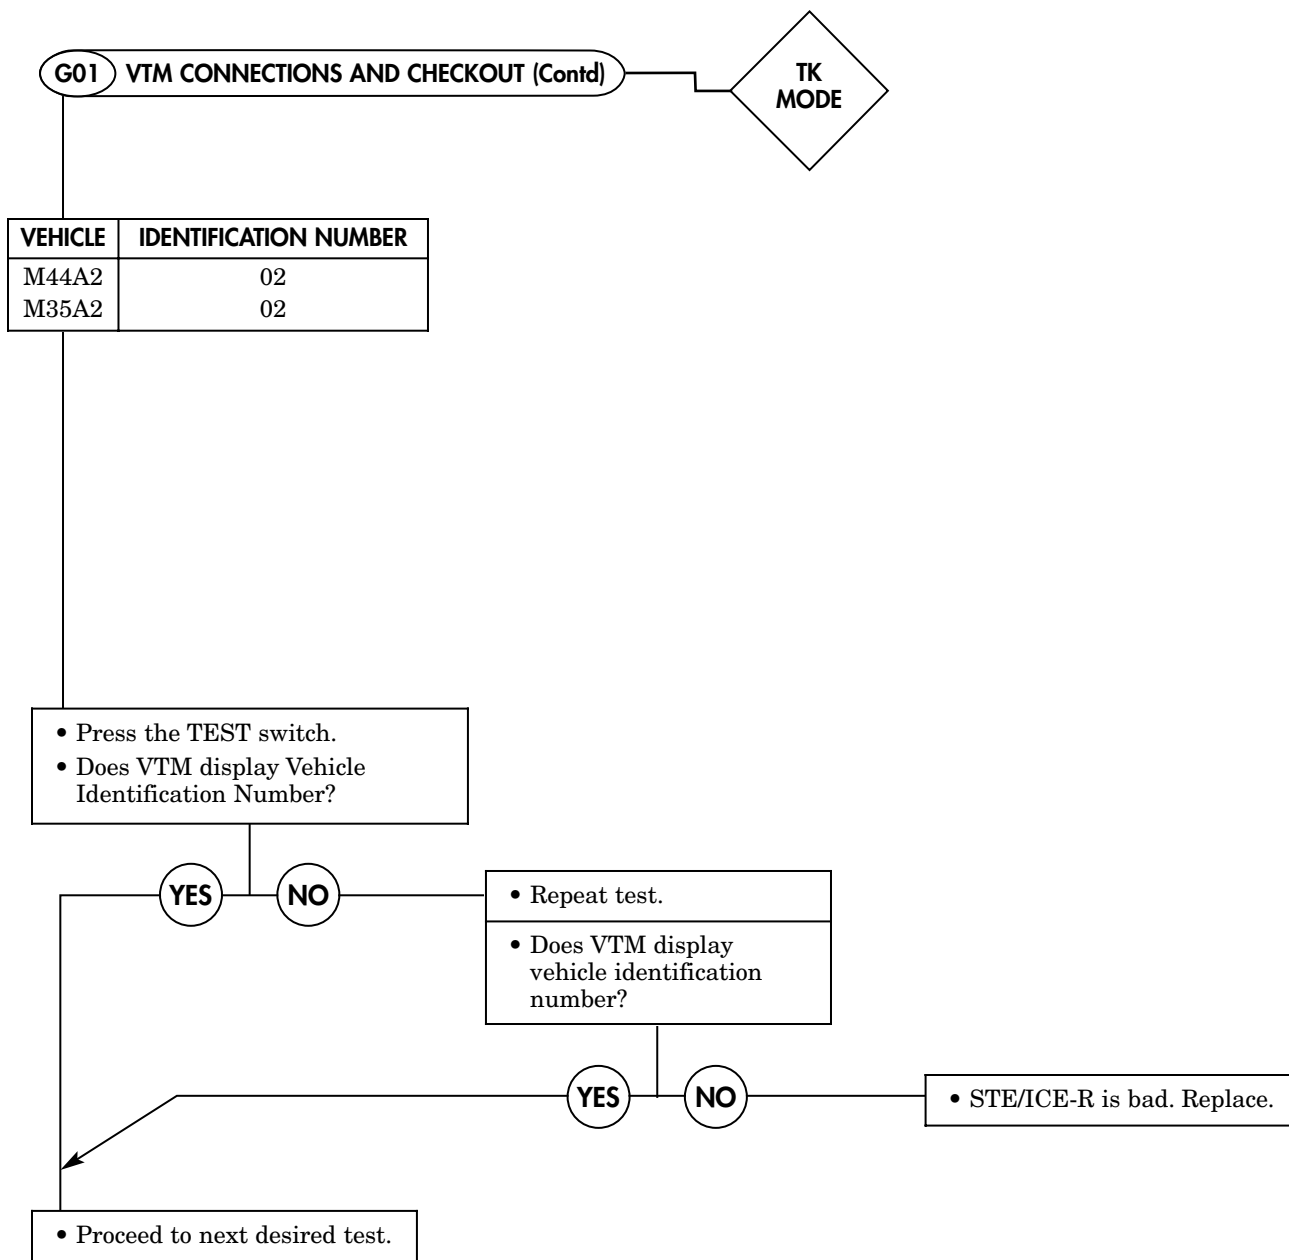 G01 VTM CONNECTIONS AND CHECKOUT (Contd)
TK
MODE
VEHICLE IDENTIFICATION NUMBER
M44A2 02
M35A2 02
• Press the TEST switch.
• Does VTM display Vehicle
Identification Number?
YES NO
• Repeat test.
• Does VTM display
vehicle identification
number?
YES NO
• STE/ICE-R is bad. Replace.
• Proceed to next desired test.